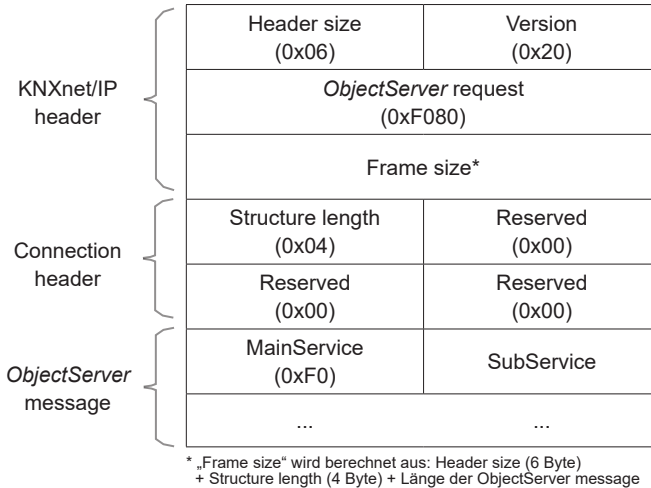 KNXnet/IP
header
Header size
(0x06)
Version
(0x20)
ObjectServer request
(0xF080)
Frame size*
Connection
header
Structure length
(0x04)
Reserved
(0x00)
Reserved
(0x00)
Reserved
(0x00)
ObjectServer
message
MainService
(0xF0)
SubService
...
...
* „Frame size“ wird berechnet aus: Header size (6 Byte)
+ Structure length (4 Byte) + Länge der ObjectServer message